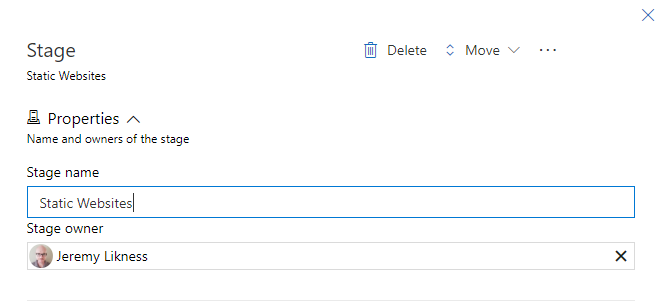 Stage
Delete Move ...
Static Websites
Properties
Name and owners of the stage
Stage name
Static Websites
Stage owner
Jeremy Likness